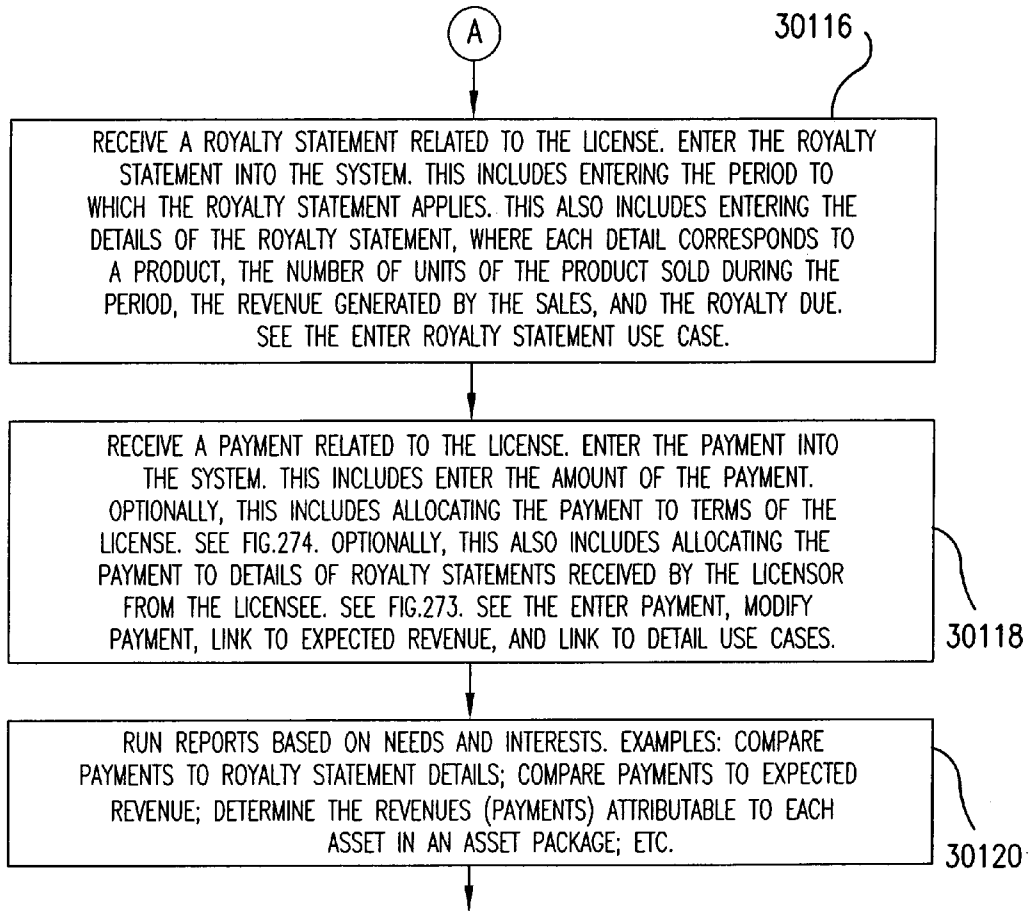 A
30116
RECEIVE A ROYALTY STATEMENT RELATED TO THE LICENSE. ENTER THE ROYALTY
STATEMENT INTO THE SYSTEM. THIS INCLUDES ENTERING THE PERIOD TO
WHICH THE ROYALTY STATEMENT APPLIES. THIS ALSO INCLUDES ENTERING THE
DETAILS OF THE ROYALTY STATEMENT, WHERE EACH DETAIL CORRESPONDS TO
A PRODUCT, THE NUMBER OF UNITS OF THE PRODUCT SOLD DURING THE
PERIOD, THE REVENUE GENERATED BY THE SALES, AND THE ROYALTY DUE.
SEE THE ENTER ROYALTY STATEMENT USE CASE.
RECEIVE A PAYMENT RELATED TO THE LICENSE. ENTER THE PAYMENT INTO
THE SYSTEM. THIS INCLUDES ENTER THE AMOUNT OF THE PAYMENT.
OPTIONALLY, THIS INCLUDES ALLOCATING THE PAYMENT TO TERMS OF THE
LICENSE. SEE FIG.274. OPTIONALLY, THIS ALSO INCLUDES ALLOCATING THE
PAYMENT TO DETAILS OF ROYALTY STATEMENTS RECEIVED BY THE LICENSOR
FROM THE LICENSEE. SEE FIG.273. SEE THE ENTER PAYMENT, MODIFY
PAYMENT, LINK TO EXPECTED REVENUE, AND LINK TO DETAIL USE CASES.
30118
RUN REPORTS BASED ON NEEDS AND INTERESTS. EXAMPLES: COMPARE
PAYMENTS TO ROYALTY STATEMENT DETAILS; COMPARE PAYMENTS TO EXPECTED
REVENUE; DETERMINE THE REVENUES (PAYMENTS) ATTRIBUTABLE TO EACH
ASSET IN AN ASSET PACKAGE; ETC.
30120